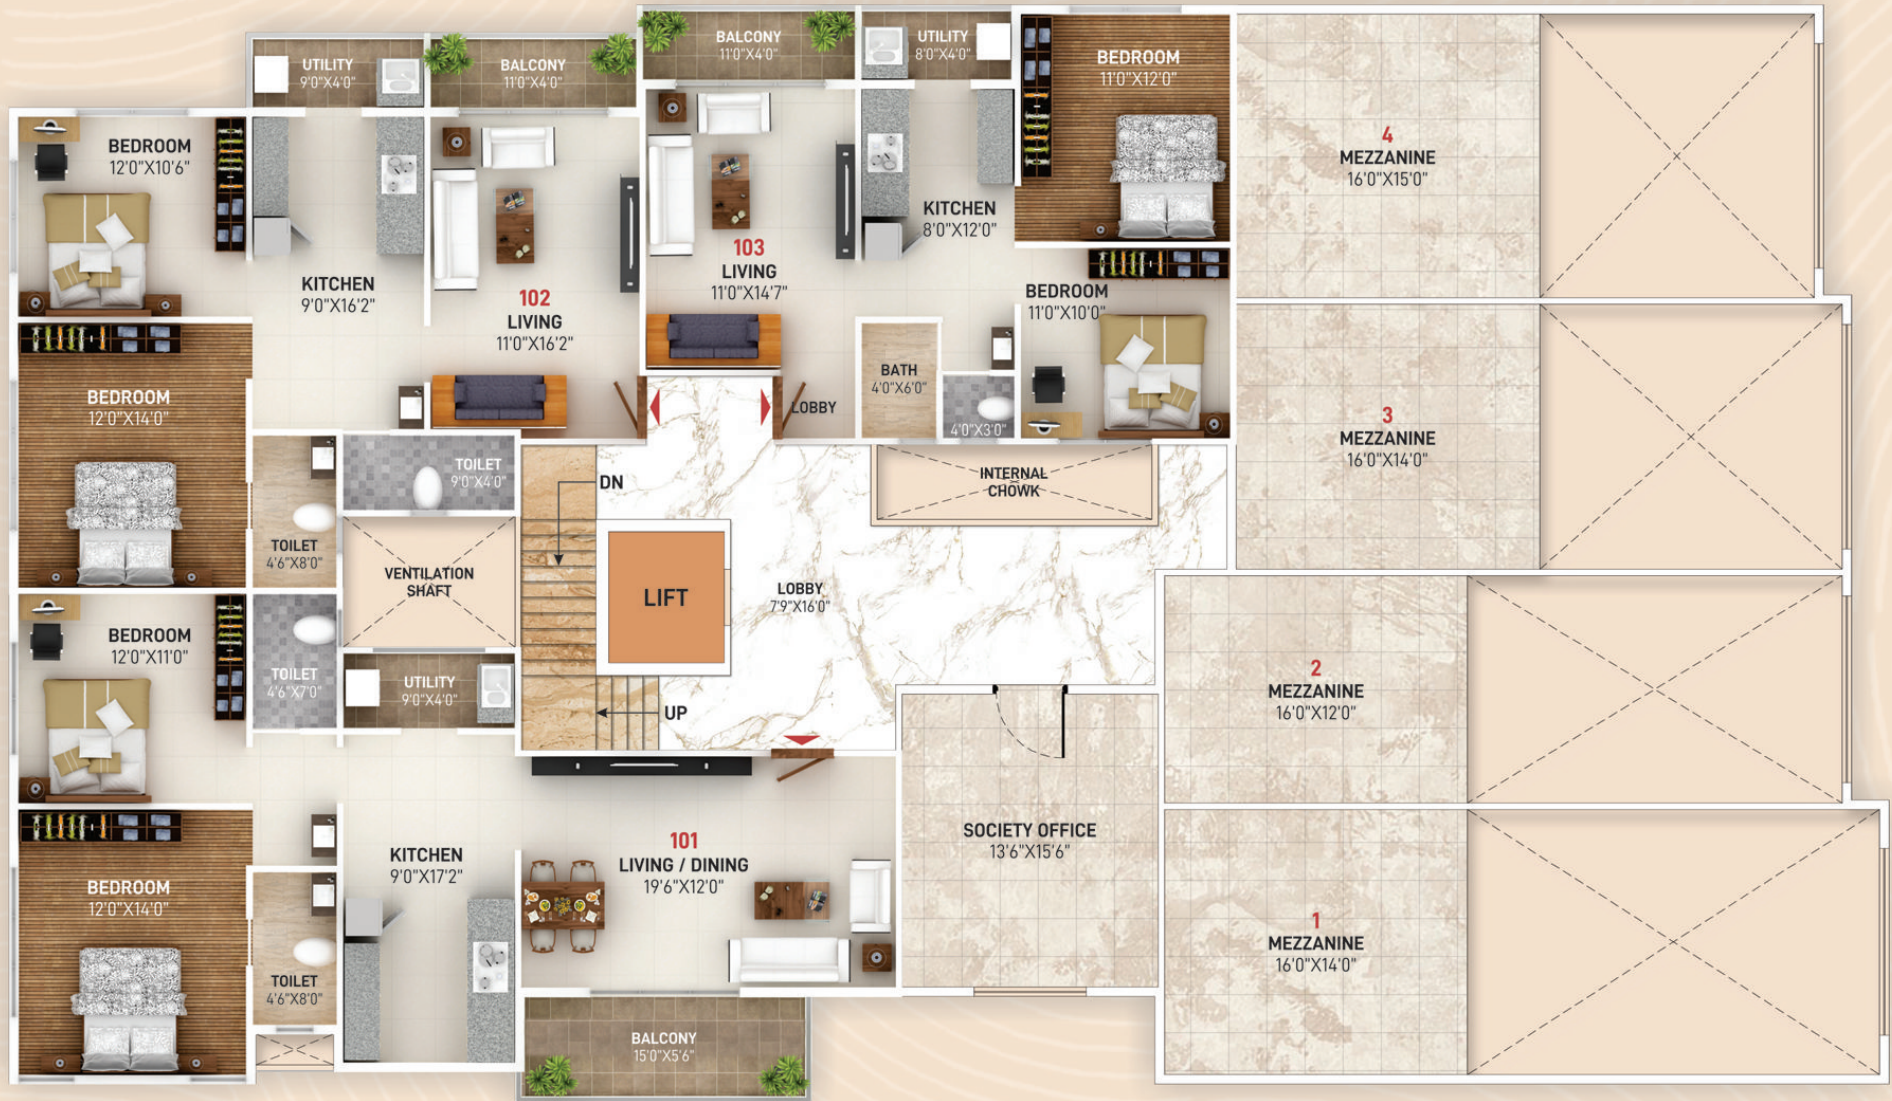 UTILITY
9'0"X4'0"
BALCONY
11'0"X4'0"
BALCONY
11'0"X4'0"
UTILITY
8'0"X4'0"
BEDROOM
11'0"X12'0"
BEDROOM
12'0"X10'6"
KITCHEN
9'0"X16'2"
102
LIVING
11'0"X16'2"
103
LIVING
11'0"X14'7"
KITCHEN
8'0"X12'0"
BEDROOM
11'0"X10'0"
4
MEZZANINE
16'0"X15'0"
BEDROOM
12'0"X14'0"
BATH
4'0"X6'0"
LOBBY
4'0"X3'0"
3
MEZZANINE
16'0"X14'0"
TOILET
9'0"X4'0"
DN
INTERNAL
CHOWK
TOILET
4'6"X8'0"
VENTILATION
SHAFT
LIFT
LOBBY
7'9"X16'0"
BEDROOM
12'0"X11'0"
TOILET
4'6"X7'0"
UTILITY
9'0"X4'0"
UP
2
MEZZANINE
16'0"X12'0"
101
LIVING / DINING
19'6"X12'0"
KITCHEN
9'0"X17'2"
SOCIETY OFFICE
13'6"X15'6"
BEDROOM
12'0"X14'0"
1
MEZZANINE
16'0"X14'0"
TOILET
4'6"X8'0"
BALCONY
15'0"X5'6"